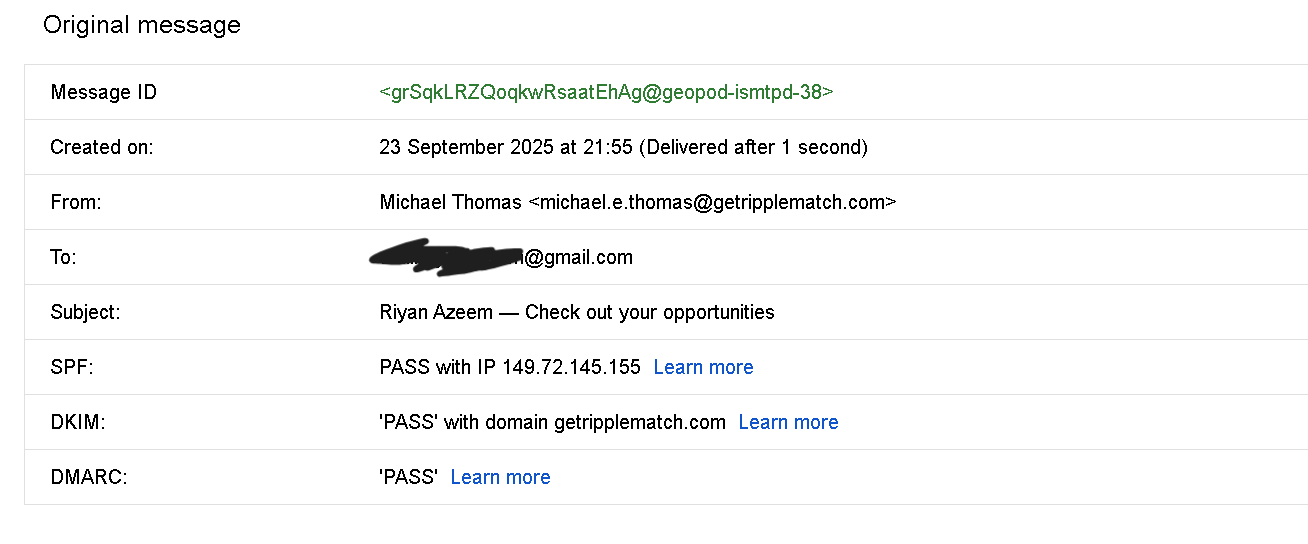 Original message
Message ID <grSqkLRZQoqkwRsaatEhAg@geopod-ismtpd-38>
Created on: 23 September 2025 at 21:55 (Delivered after 1 second)
From: Michael Thomas <michael.e.thomas@getripplematch.com>
To: @gmail.com
Subject: Riyan Azeem — Check out your opportunities
SPF: PASS with IP 149.72.145.155 Learn more
DKIM: 'PASS' with domain getripplematch.com Learn more
DMARC: 'PASS' Learn more